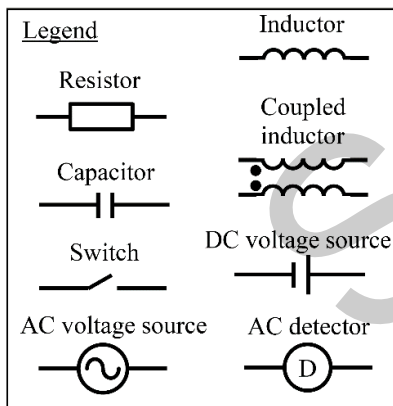 Legend
Resistor
Capacitor
Switch
AC voltage source
Inductor
Coupled
inductor
DC voltage source
AC detector
D